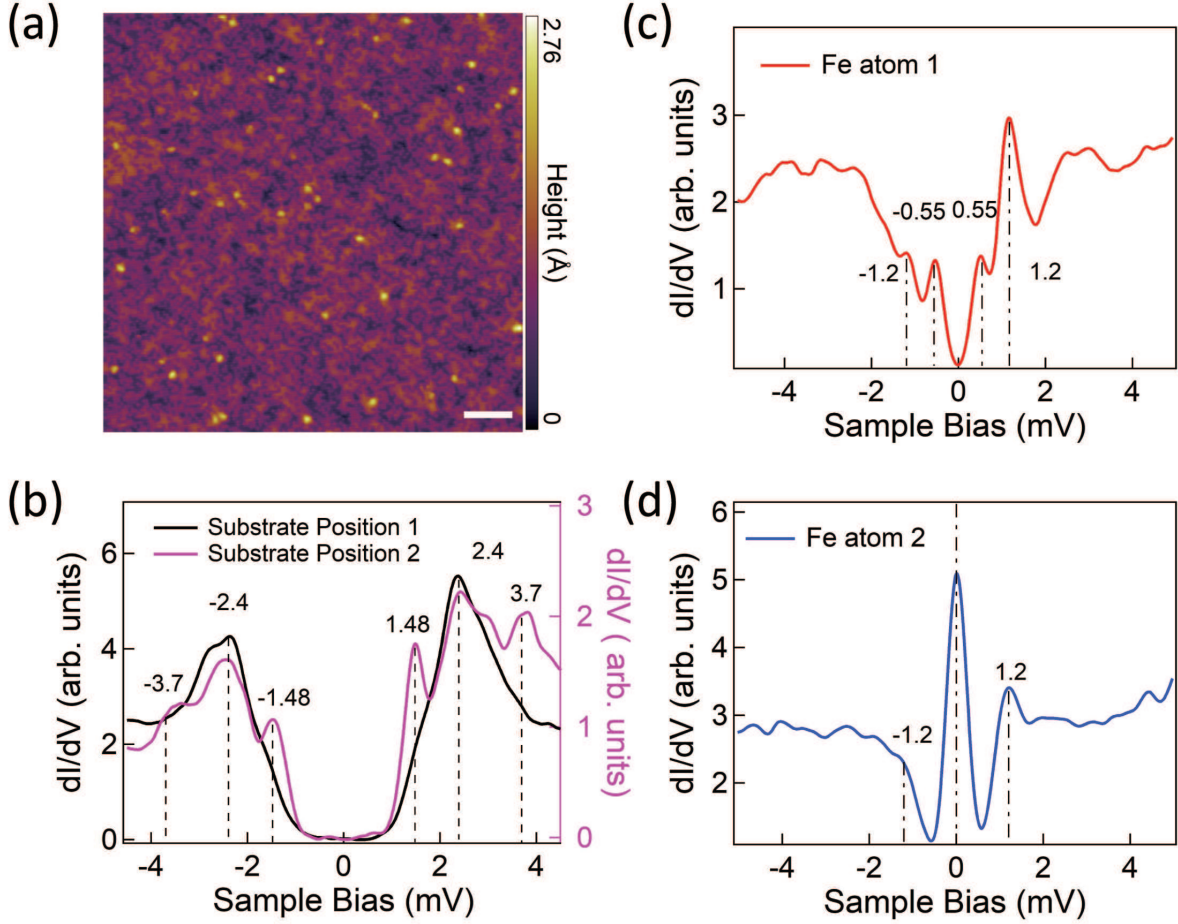 (a)
2.76
Height (Å)
0
(c)
Fe atom 1
dI/dV (arb. units)
3
2
1
-0.55 0.55
-1.2
1.2
-4
-2
0
2
4
Sample Bias (mV)
(b)
Substrate Position 1
Substrate Position 2
dI/dV (arb. units)
6
4
2
0
-2.4
2.4
-3.7
3.7
-1.48
1.48
3
2
1
0
dI/dV ( arb. units)
-4
-2
0
2
4
Sample Bias (mV)
(d)
Fe atom 2
dI/dV (arb. units)
6
5
4
3
2
-1.2
1.2
-4
-2
0
2
4
Sample Bias (mV)